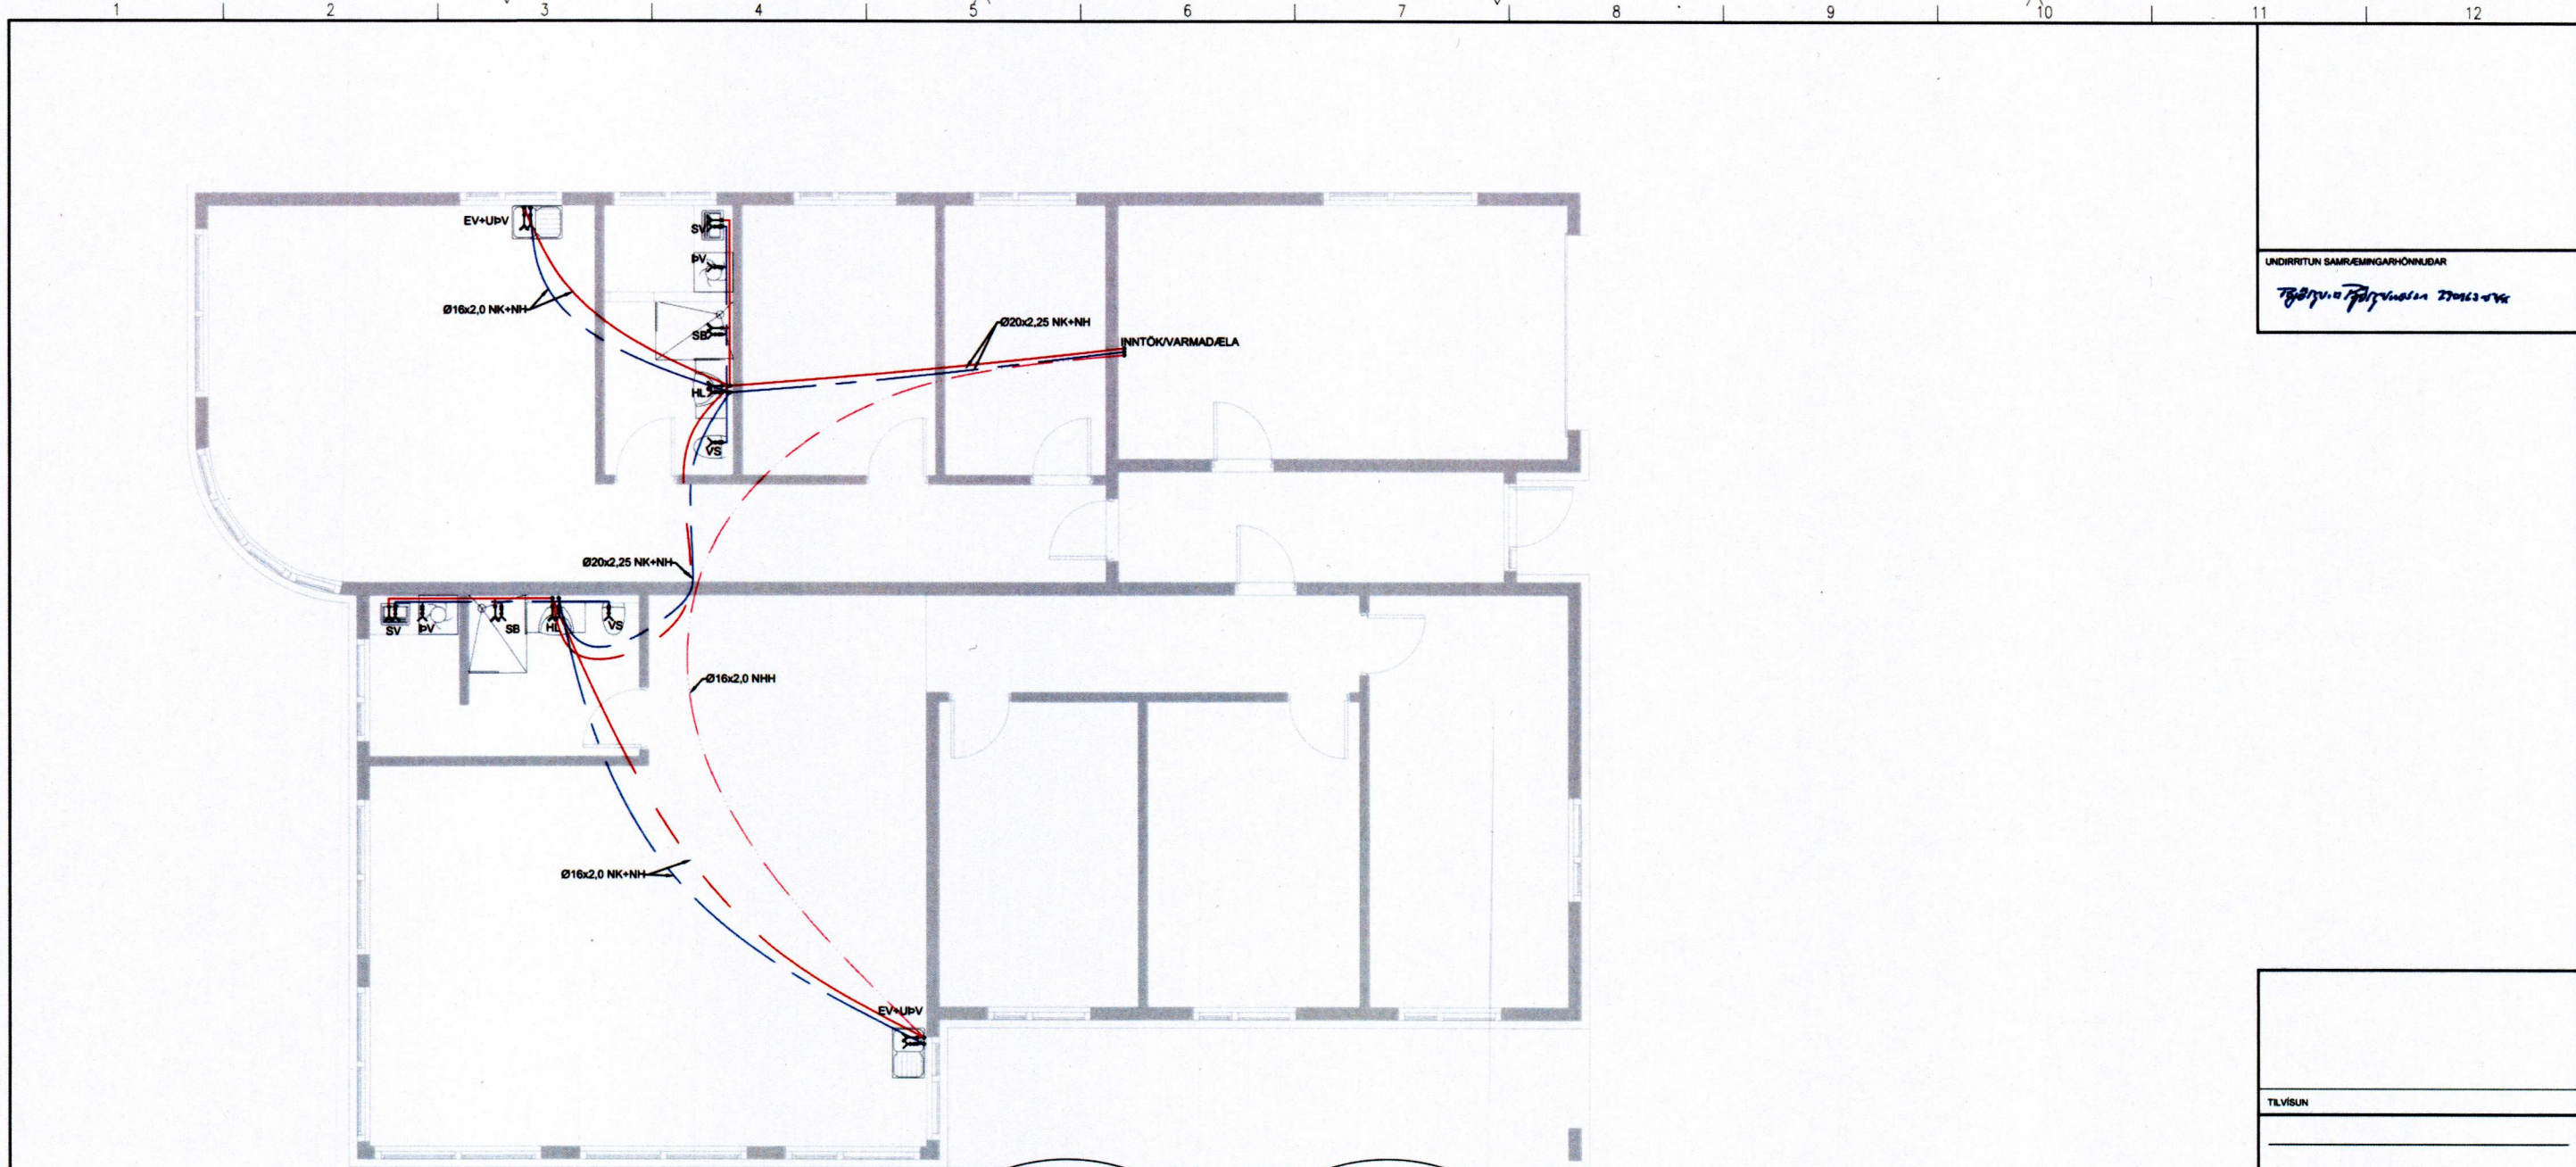 1 2 3 4 5 6 7 8 9 10 11 12
UNDIRRITUN SAMRÆMINGARHÖNNUÐAR
EV+UÞV
SV
ÞV
Ø16x2,0 NK+NH
SB
HL
VS
Ø20x2,25 NK+NH
INNTÖK/VARMADÆLA
Ø20x2,25 NK+NH
SV
ÞV
SB
HL
VS
Ø16x2,0 NHH
Ø16x2,0 NK+NH
EV+UÞV
TILVÍSUN